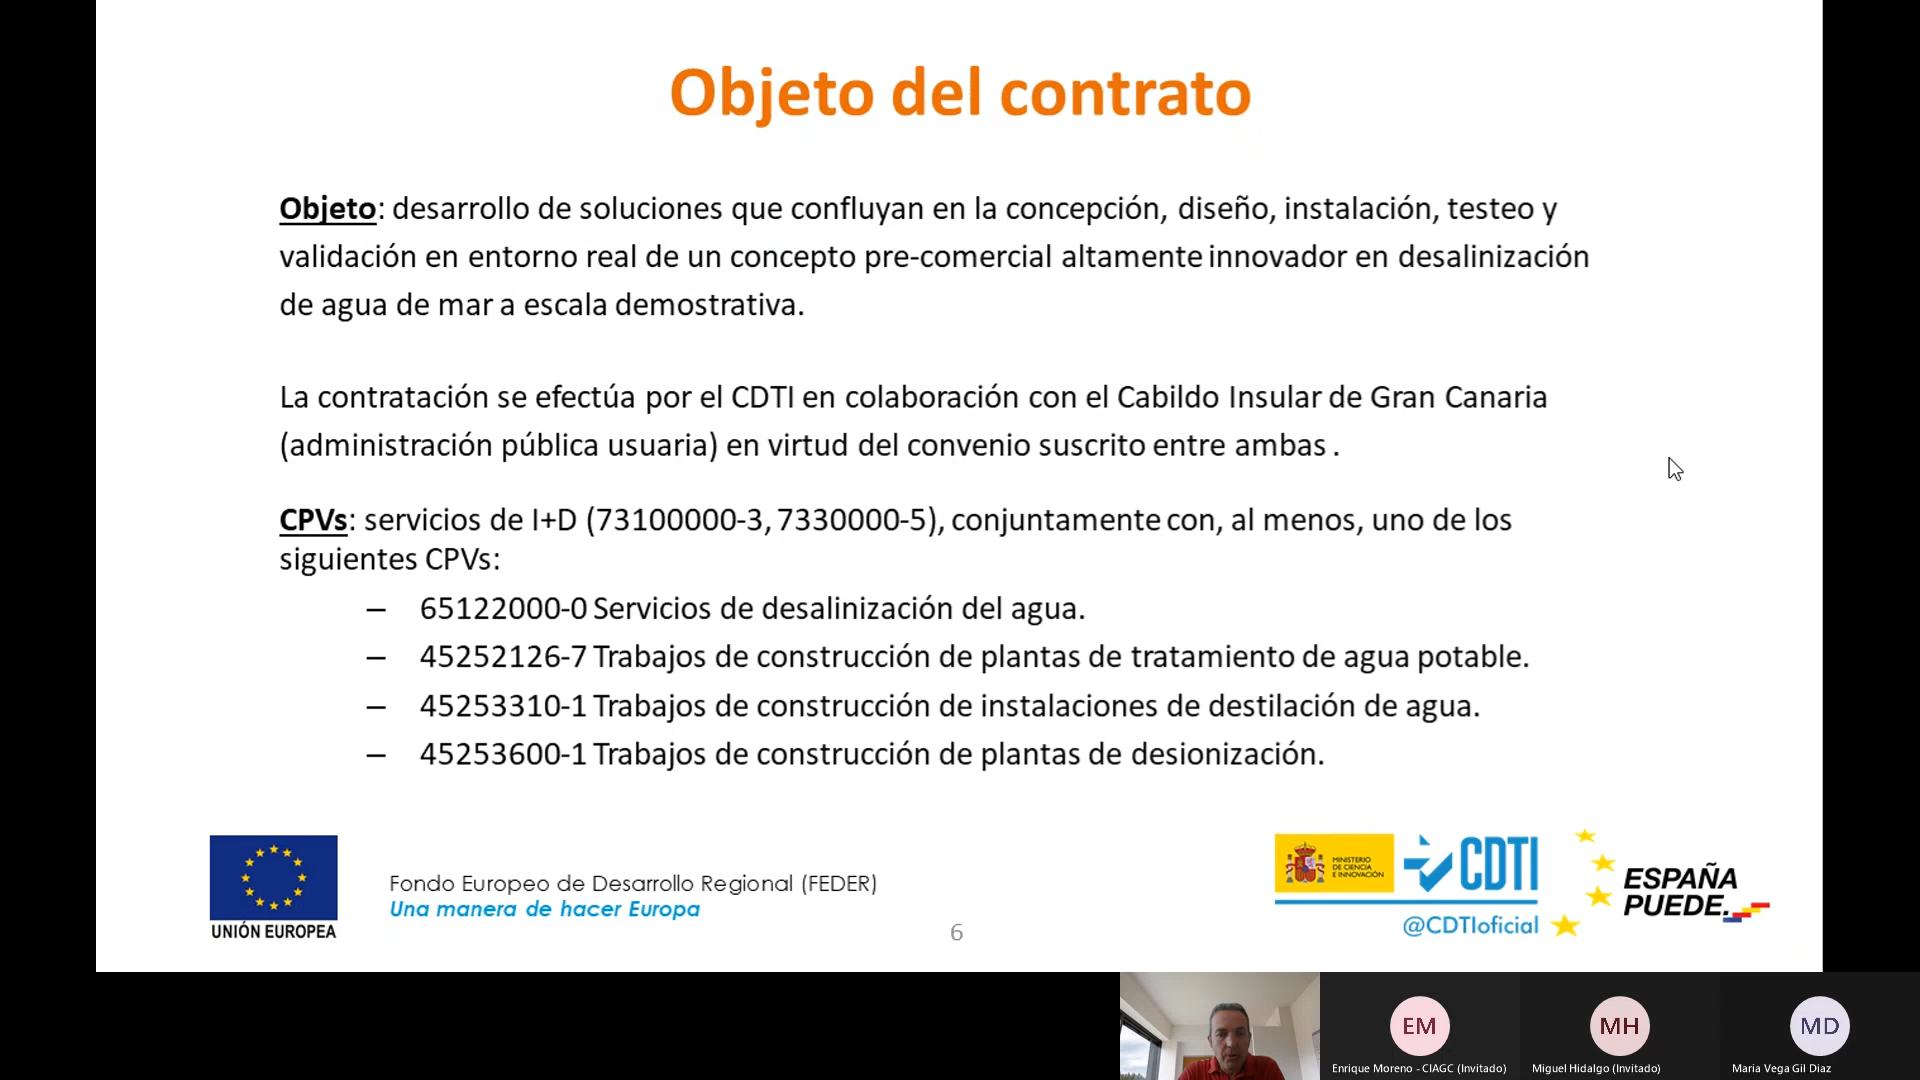 Objeto del contrato
Objeto: desarrollo de soluciones que confluyan en la concepción, diseño, instalación, testeo y
validación en entorno real de un concepto pre-comercial altamente innovador en desalinización
de agua de mar a escala demostrativa.
La contratación se efectúa por el CDTI en colaboración con el Cabildo Insular de Gran Canaria
(administración pública usuaria) en virtud del convenio suscrito entre ambas .
CPVs: servicios de I+D (73100000-3, 7330000-5), conjuntamente con, al menos, uno de los
siguientes CPVs:
– 65122000-0 Servicios de desalinización del agua.
– 45252126-7 Trabajos de construcción de plantas de tratamiento de agua potable.
– 45253310-1 Trabajos de construcción de instalaciones de destilación de agua.
– 45253600-1 Trabajos de construcción de plantas de desionización.
UNIÓN EUROPEA
Fondo Europeo de Desarrollo Regional (FEDER)
Una manera de hacer Europa
6
MINISTERIO
DE CIENCIA
E INNOVACIÓN
CDTI
@CDTIoficial
ESPAÑA
PUEDE.
EM
Enrique Moreno - CIAGC (Invitado)
MH
Miguel Hidalgo (Invitado)
MD
Maria Vega Gil Diaz